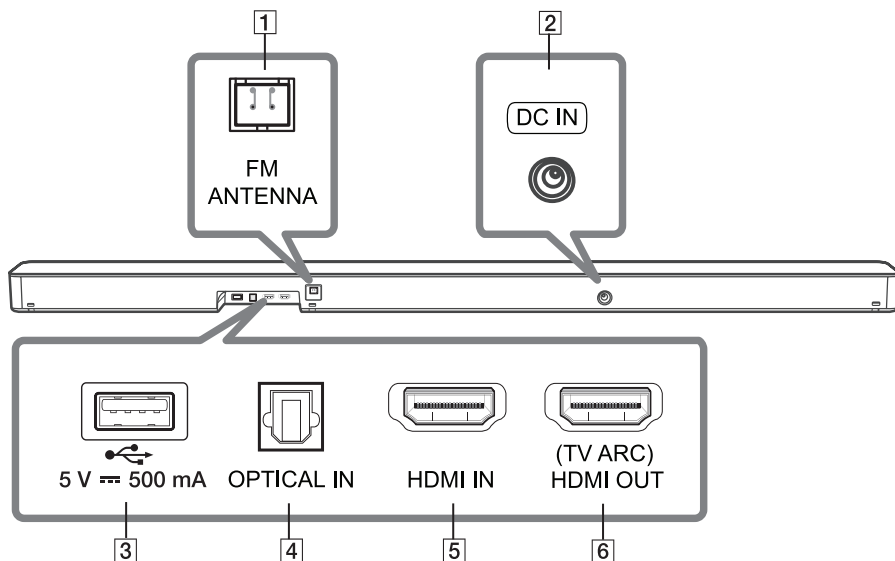 1
2
FM
ANTENNA
DC IN
5 V ⎓ 500 mA
OPTICAL IN
HDMI IN
(TV ARC)
HDMI OUT
3
4
5
6